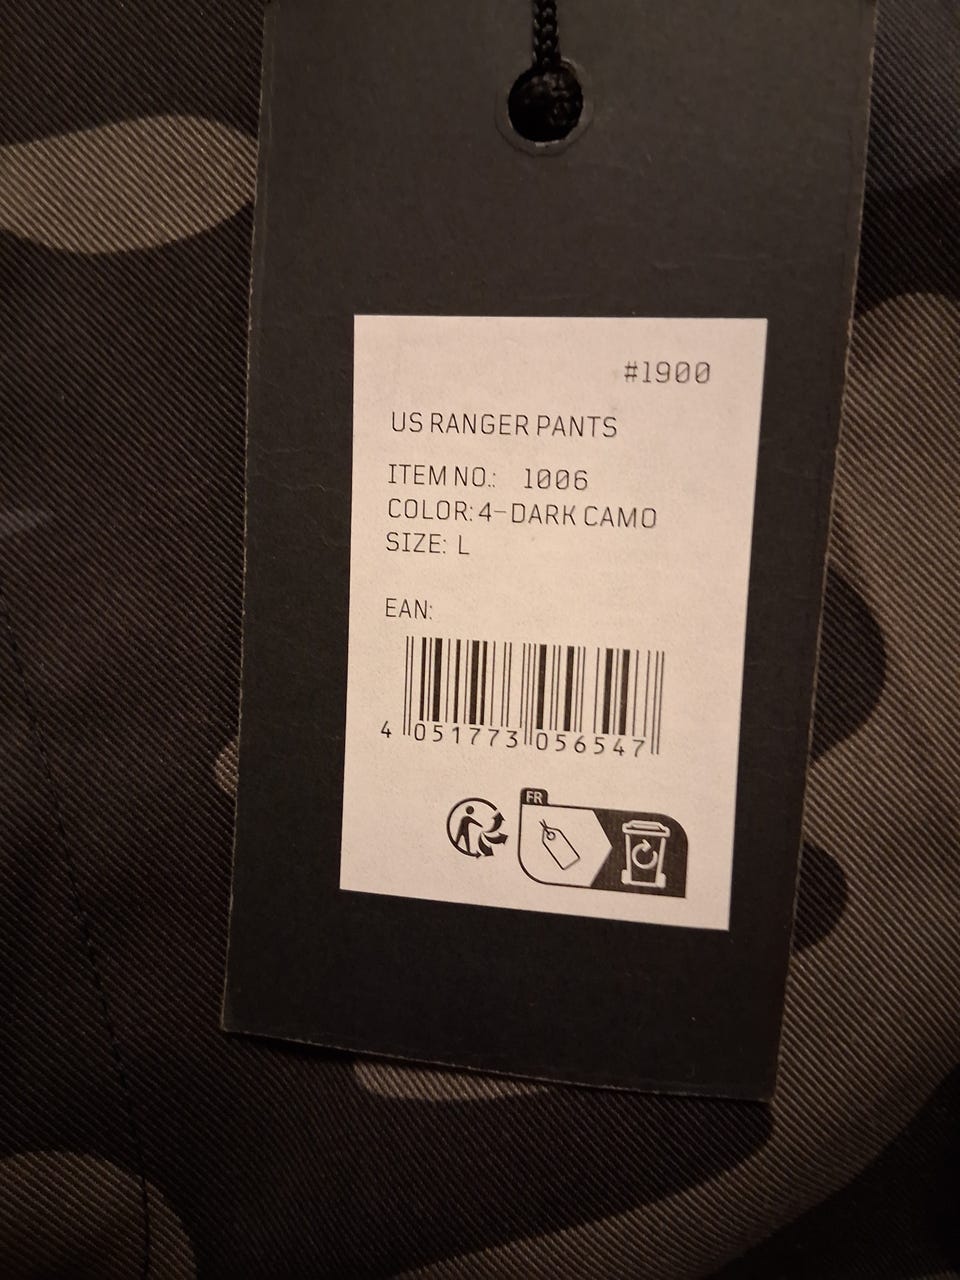 #1900
US RANGER PANTS
ITEM NO.: 1006
COLOR: 4-DARK CAMO
SIZE: L
EAN:
4 051773 056547
FR